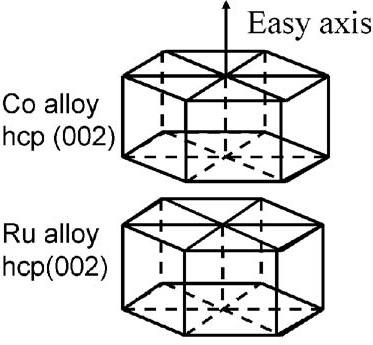 Easy axis
Co alloy
hcp (002)
Ru alloy
hcp(002)